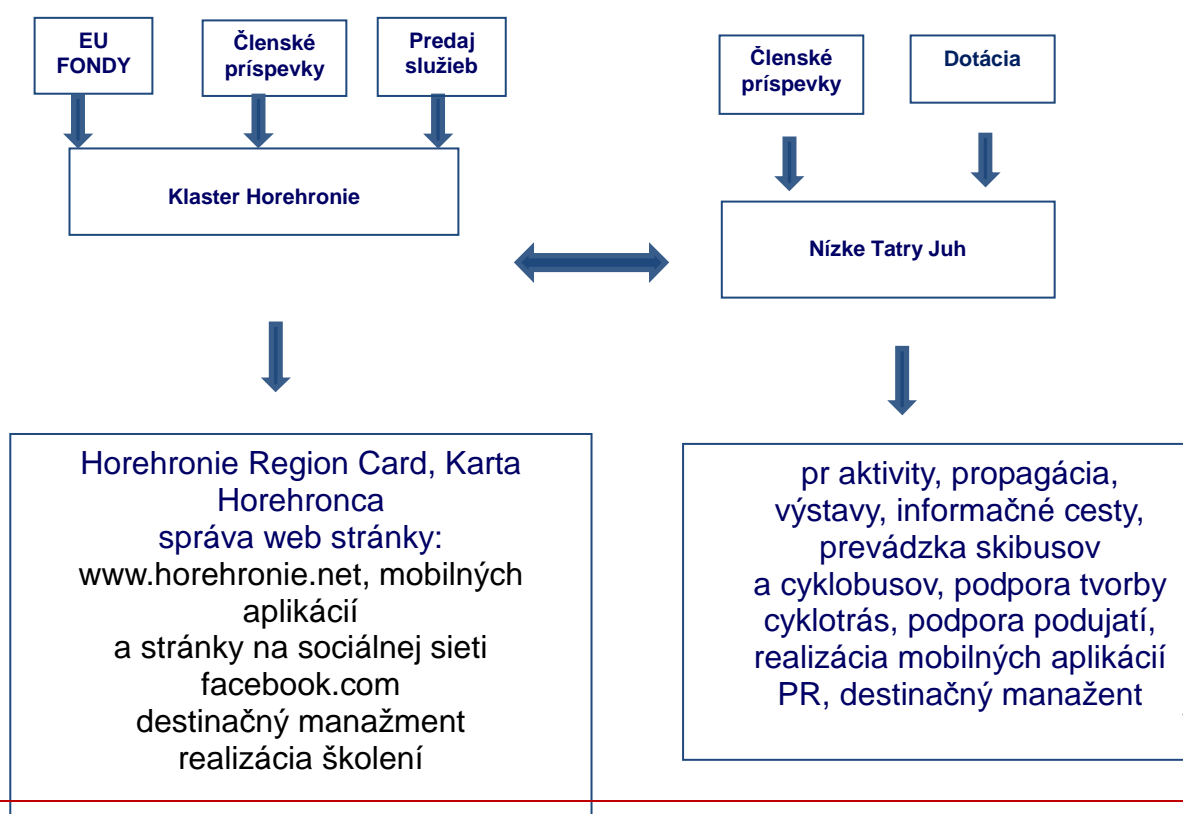 EU
FONDY
Členské
príspevky
Predaj
služieb
Členské
príspevky
Dotácia
Klaster Horehronie
Nízke Tatry Juh
Horehronie Region Card, Karta
Horehronca
správa web stránky:
www.horehronie.net, mobilných
aplikácií
a stránky na sociálnej sieti
facebook.com
destinačný manažment
realizácia školení
pr aktivity, propagácia,
výstavy, informačné cesty,
prevádzka skibusov
a cyklobusov, podpora tvorby
cyklotrás, podpora podujatí,
realizácia mobilných aplikácií
PR, destinačný manažent